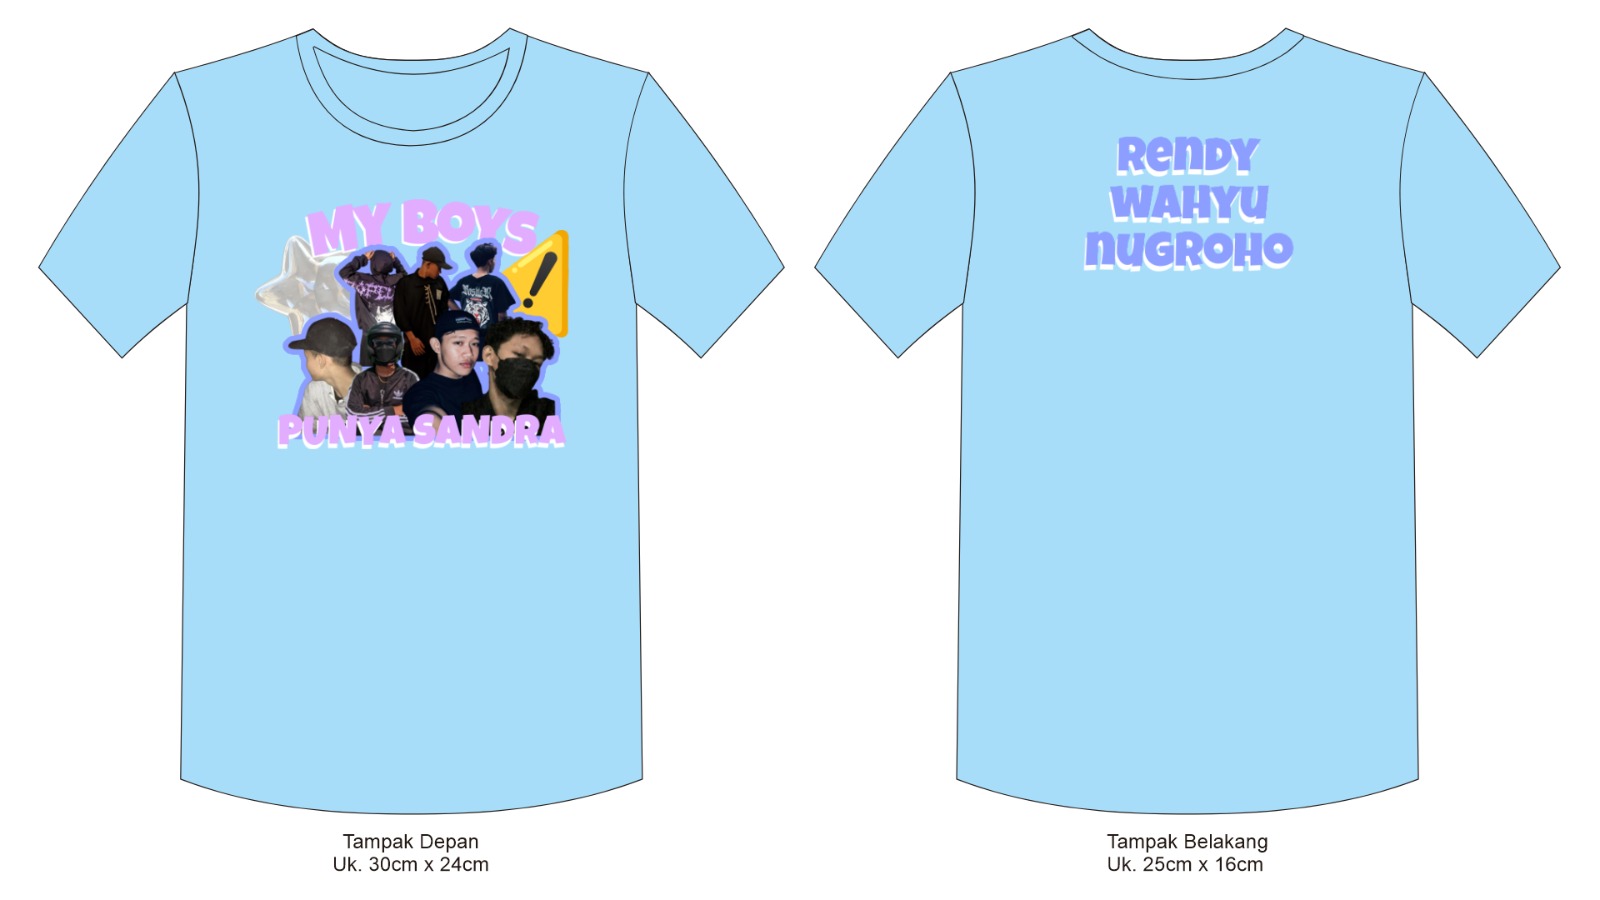 MY BOYS
PUNYA SANDRA
RenDY
WAHYU
nUGROHO
Tampak Depan
Uk. 30cm x 24cm
Tampak Belakang
Uk. 25cm x 16cm